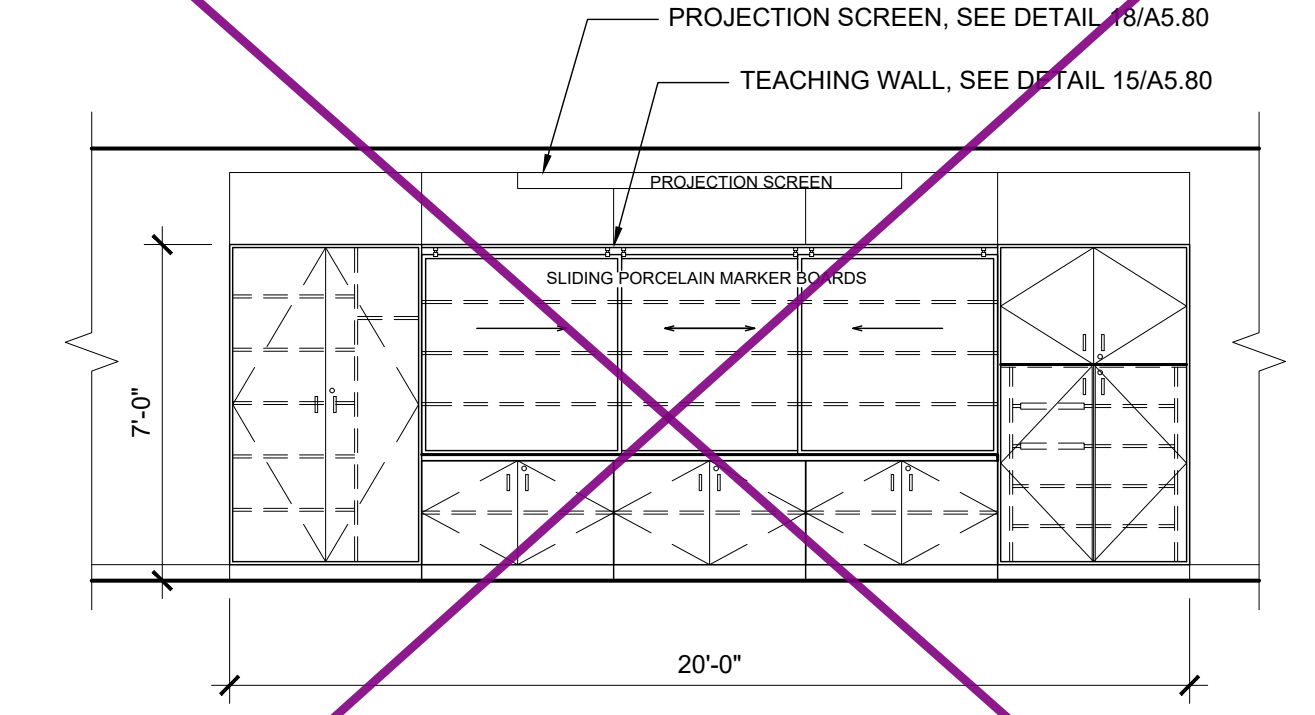 PROJECTION SCREEN, SEE DETAIL 18/A5.80
TEACHING WALL, SEE DETAIL 15/A5.80
PROJECTION SCREEN
SLIDING PORCELAIN MARKER BOARDS
7'-0"
20'-0"